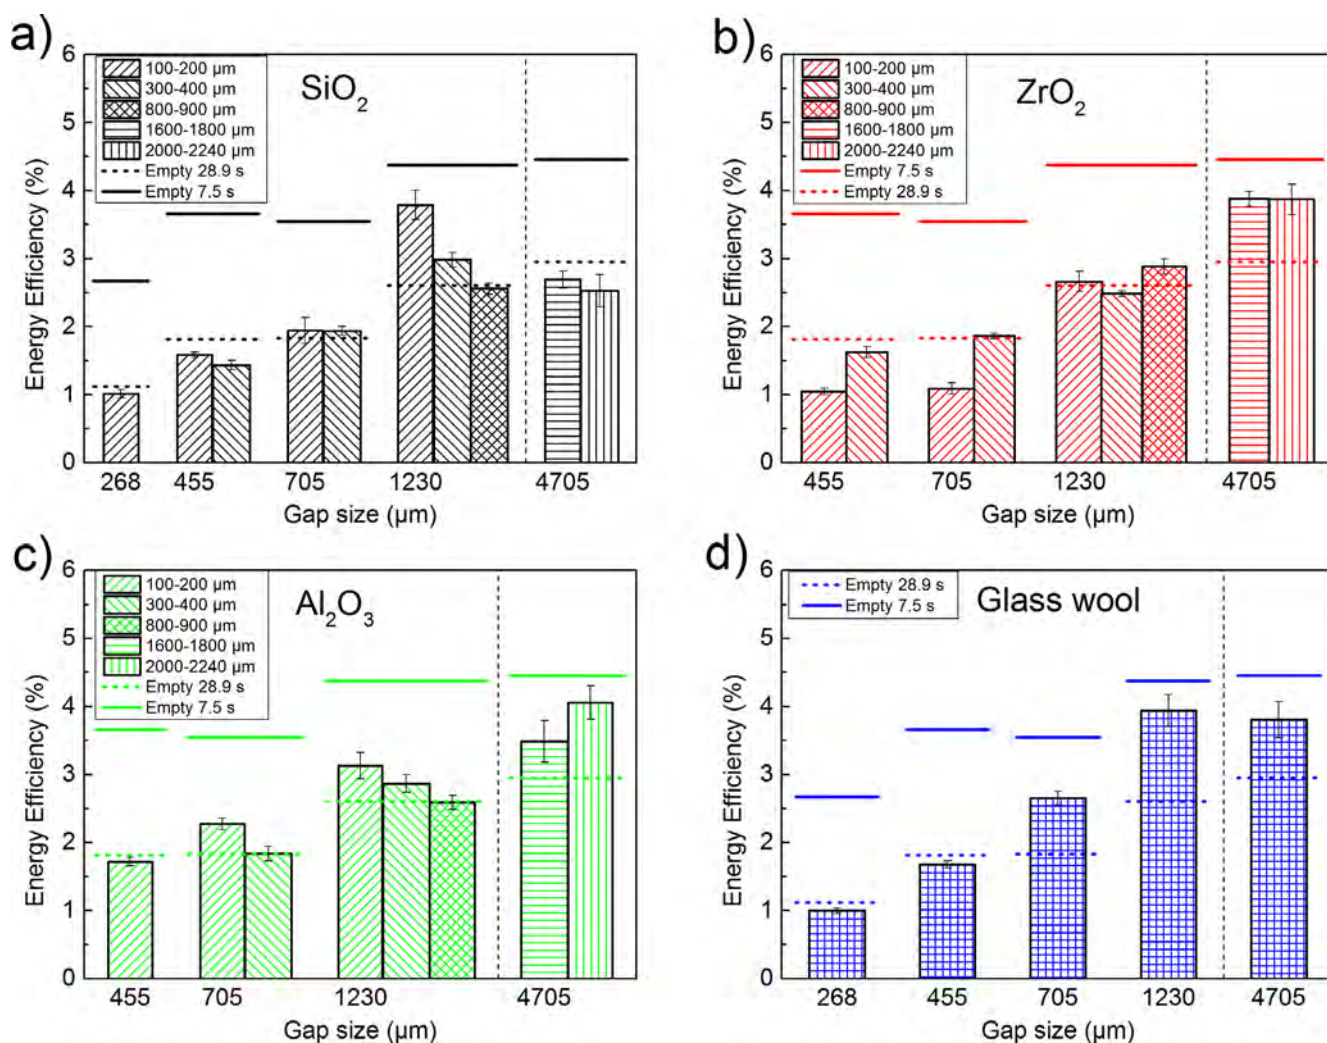 a)
SiO2
100-200 μm
300-400 μm
800-900 μm
1600-1800 μm
2000-2240 μm
Empty 28.9 s
Empty 7.5 s
Energy Efficiency (%)
6
5
4
3
2
1
0
268 455 705 1230 4705
Gap size (μm)
b)
ZrO2
100-200 μm
300-400 μm
800-900 μm
1600-1800 μm
2000-2240 μm
Empty 7.5 s
Empty 28.9 s
Energy Efficiency (%)
6
5
4
3
2
1
0
455 705 1230 4705
Gap size (μm)
c)
Al2O3
100-200 μm
300-400 μm
800-900 μm
1600-1800 μm
2000-2240 μm
Empty 28.9 s
Empty 7.5 s
Energy Efficiency (%)
6
5
4
3
2
1
0
455 705 1230 4705
Gap size (μm)
d)
Glass wool
Empty 28.9 s
Empty 7.5 s
Energy Efficiency (%)
6
5
4
3
2
1
0
268 455 705 1230 4705
Gap size (μm)